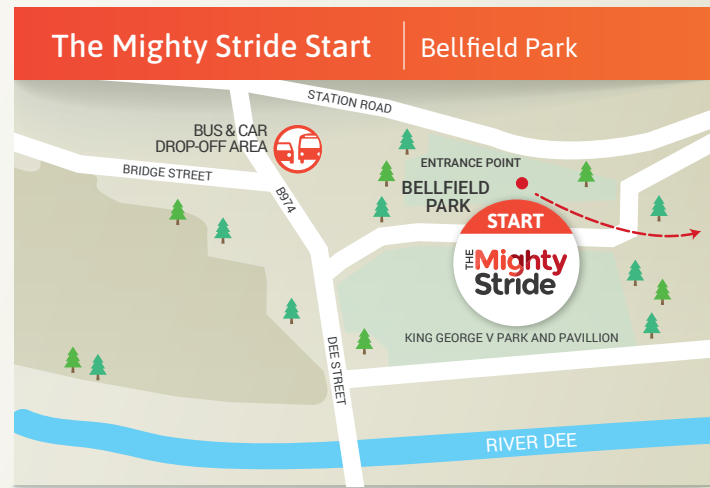 The Mighty Stride Start
Bellfield Park
STATION ROAD
BUS & CAR
DROP-OFF AREA
BRIDGE STREET
B974
ENTRANCE POINT
BELLFIELD
PARK
START
THE Mighty
Stride
DEE STREET
KING GEORGE V PARK AND PAVILLION
RIVER DEE